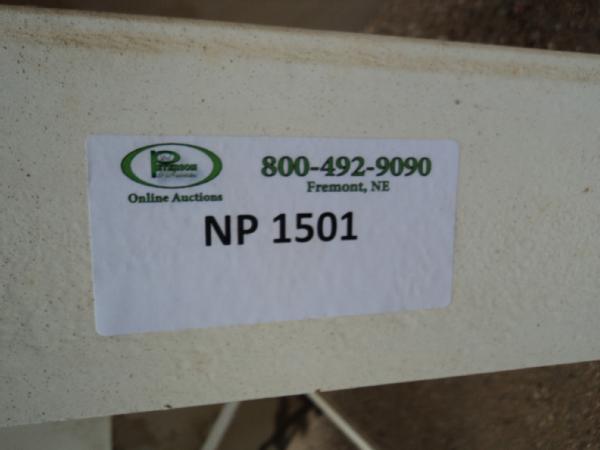 Online Auctions
800-492-9090
Fremont, NE
NP 1501